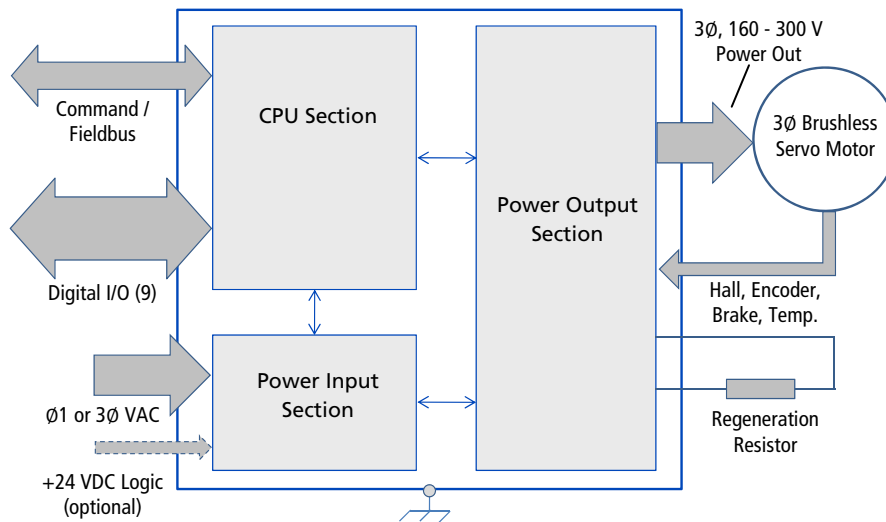 3Ø, 160 - 300 V
Power Out
Command /
Fieldbus
CPU Section
3Ø Brushless
Servo Motor
Power Output
Section
Digital I/O (9)
Hall, Encoder,
Brake, Temp.
Power Input
Section
Ø1 or 3Ø VAC
Regeneration
Resistor
+24 VDC Logic
(optional)